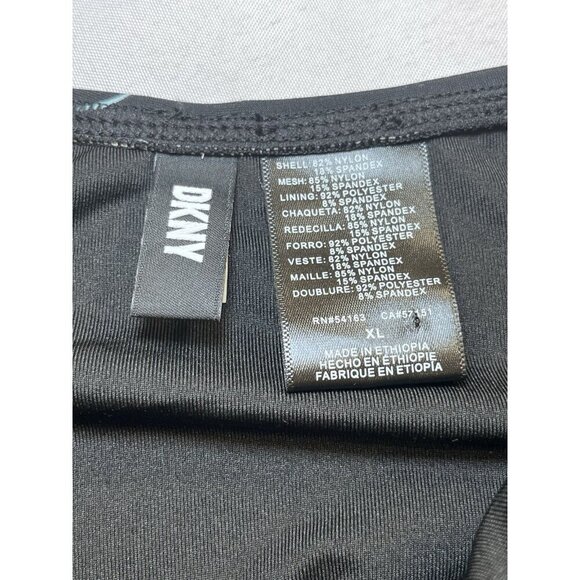 DKNY
SHELL: 82% NYLON
18% SPANDEX
MESH: 85% NYLON
15% SPANDEX
LINING: 92% POLYESTER
8% SPANDEX
CHAQUETA: 82% NYLON
18% SPANDEX
REDECILLA: 85% NYLON
15% SPANDEX
FORRO: 92% POLYESTER
8% SPANDEX
VESTE: 82% NYLON
18% SPANDEX
MAILLE: 85% NYLON
15% SPANDEX
DOUBLURE: 92% POLYESTER
8% SPANDEX
RN#54163 CA#57151
XL
MADE IN ETHIOPIA
HECHO EN ÉTHIOPIE
FABRIQUE EN ETIOPÍA